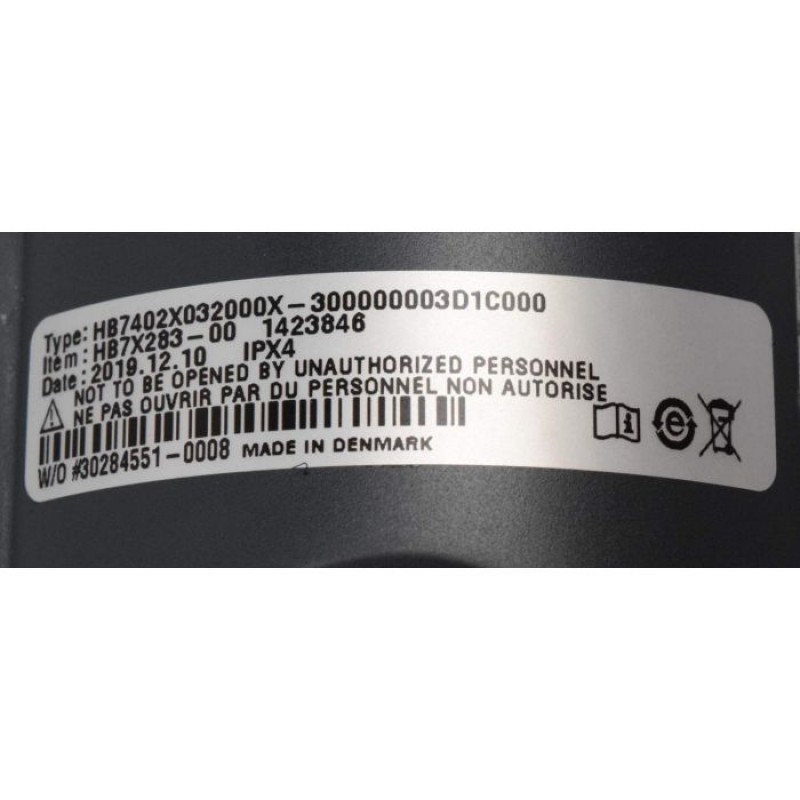 Type: HB7402X032000X-300000003D1C000
Item: HB7X283-00 1423846
Date: 2019.12.10 IPX4
NOT TO BE OPENED BY UNAUTHORIZED PERSONNEL
NE PAS OUVRIR PAR DU PERSONNEL NON AUTORISE
W/O #30284551-0008 MADE IN DENMARK